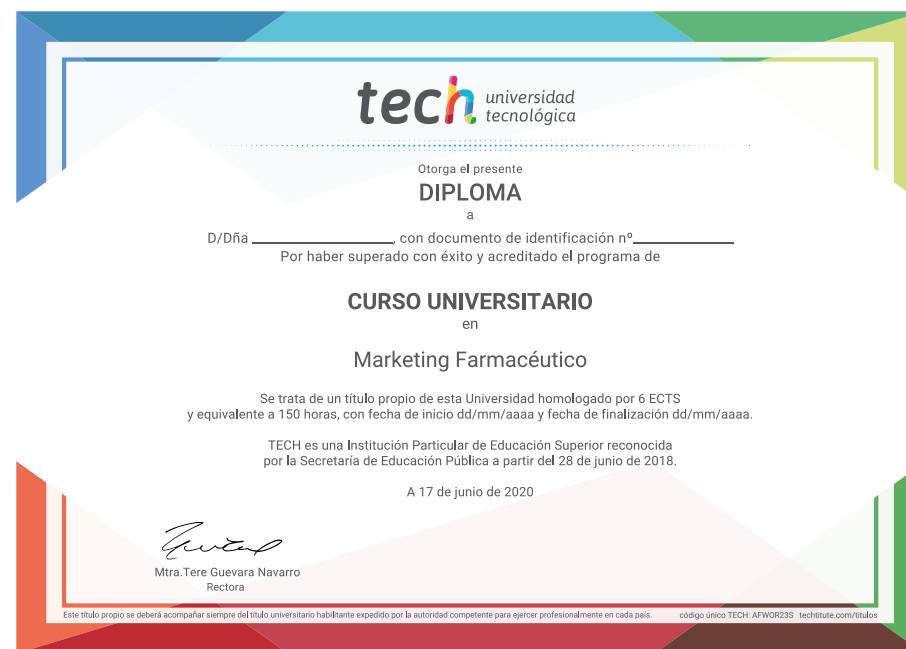 tech universidad
tecnológica
Otorga el presente
DIPLOMA
a
D/Dña ____________________, con documento de identificación nº______________
Por haber superado con éxito y acreditado el programa de
CURSO UNIVERSITARIO
en
Marketing Farmacéutico
Se trata de un título propio de esta Universidad homologado por 6 ECTS
y equivalente a 150 horas, con fecha de inicio dd/mm/aaaa y fecha de finalización dd/mm/aaaa.
TECH es una Institución Particular de Educación Superior reconocida
por la Secretaría de Educación Pública a partir del 28 de junio de 2018.
A 17 de junio de 2020
Mtra.Tere Guevara Navarro
Rectora
Este título propio se deberá acompañar siempre del título universitario habilitante expedido por la autoridad competente para ejercer profesionalmente en cada país. código único TECH: AFWOR23S techtitute.com/titulos